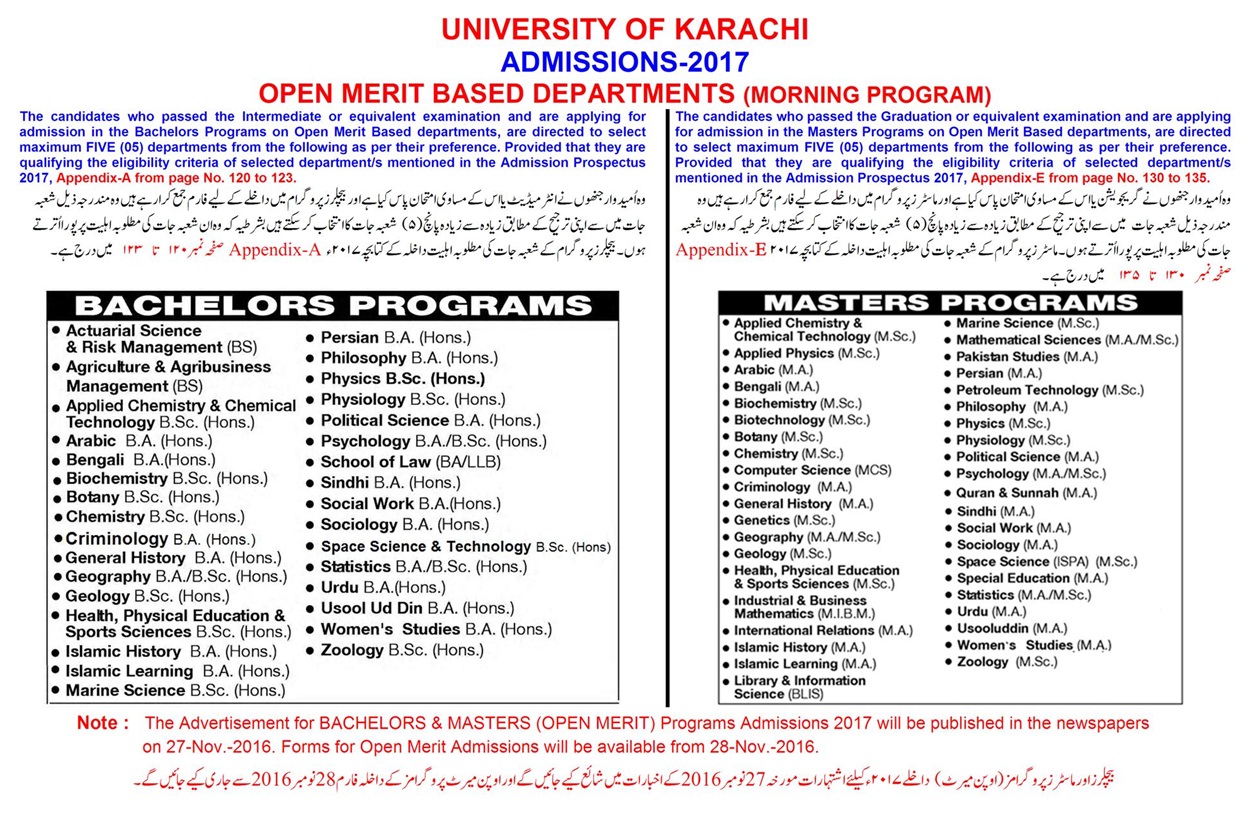 UNIVERSITY OF KARACHI
ADMISSIONS-2017
OPEN MERIT BASED DEPARTMENTS (MORNING PROGRAM)
The candidates who passed the Intermediate or equivalent examination and are applying for
admission in the Bachelors Programs on Open Merit Based departments, are directed to select
maximum FIVE (05) departments from the following as per their preference. Provided that they are
qualifying the eligibility criteria of selected department/s mentioned in the Admission Prospectus
2017, Appendix-A from page No. 120 to 123.
وہ اُمیدوار جنھوں نے انٹرمیڈیٹ یا اس کے مساوی امتحان پاس کیا ہے اور بیچلرز پروگرام میں داخلے کے لیے فارم جمع کرا رہے ہیں وہ مندرجہ ذیل شعبہ
جات میں سے اپنی ترجیح کے مطابق زیادہ سے زیادہ پانچ (۵) شعبہ جات کا انتخاب کرسکتے ہیں بشرطیہ کہ وہ ان شعبہ جات کی مطلوبہ اہلیت پر پورا اُترتے
ہوں۔ بیچلرز پروگرام کے شعبہ جات کی مطلوبہ اہلیت داخلہ کے کتابچہ ۲۰۱۷ء Appendix-A صفحہ نمبر ۱۲۰ تا ۱۲۳ میں درج ہے۔
BACHELORS PROGRAMS
• Actuarial Science
& Risk Management (BS)
• Agriculture & Agribusiness
Management (BS)
• Applied Chemistry & Chemical
Technology B.Sc. (Hons.)
• Arabic B.A. (Hons.)
• Bengali B.A.(Hons.)
• Biochemistry B.Sc. (Hons.)
• Botany B.Sc. (Hons.)
• Chemistry B.Sc. (Hons.)
• Criminology B.A. (Hons.)
• General History B.A. (Hons.)
• Geography B.A./B.Sc. (Hons.)
• Geology B.Sc. (Hons.)
• Health, Physical Education &
Sports Sciences B.Sc. (Hons.)
• Islamic History B.A. (Hons.)
• Islamic Learning B.A. (Hons.)
• Marine Science B.Sc. (Hons.)
• Persian B.A. (Hons.)
• Philosophy B.A. (Hons.)
• Physics B.Sc. (Hons.)
• Physiology B.Sc. (Hons.)
• Political Science B.A. (Hons.)
• Psychology B.A./B.Sc. (Hons.)
• School of Law (BA/LLB)
• Sindhi B.A. (Hons.)
• Social Work B.A.(Hons.)
• Sociology B.A. (Hons.)
• Space Science & Technology B.Sc. (Hons)
• Statistics B.A./B.Sc. (Hons.)
• Urdu B.A.(Hons.)
• Usool Ud Din B.A. (Hons.)
• Women's Studies B.A. (Hons.)
• Zoology B.Sc. (Hons.)
The candidates who passed the Graduation or equivalent examination and are applying
for admission in the Masters Programs on Open Merit Based departments, are directed
to select maximum FIVE (05) departments from the following as per their preference.
Provided that they are qualifying the eligibility criteria of selected department/s
mentioned in the Admission Prospectus 2017, Appendix-E from page No. 130 to 135.
وہ اُمیدوار جنھوں نے گریجویشن یا اس کے مساوی امتحان پاس کیا ہے اور ماسٹرز پروگرام میں داخلے کے لیے فارم جمع کرا رہے ہیں وہ
مندرجہ ذیل شعبہ جات میں سے اپنی ترجیح کے مطابق زیادہ سے زیادہ پانچ (۵) شعبہ جات کا انتخاب کرسکتے ہیں بشرطیہ کہ وہ ان شعبہ
جات کی مطلوبہ اہلیت پر پورا اُترتے ہوں۔ ماسٹرز پروگرام کے شعبہ جات کی مطلوبہ اہلیت داخلہ کے کتابچہ ۲۰۱۷ Appendix-E
صفحہ نمبر ۱۳۰ تا ۱۳۵ میں درج ہے۔
MASTERS PROGRAMS
• Applied Chemistry &
Chemical Technology (M.Sc.)
• Applied Physics (M.Sc.)
• Arabic (M.A.)
• Bengali (M.A.)
• Biochemistry (M.Sc.)
• Biotechnology (M.Sc.)
• Botany (M.Sc.)
• Chemistry (M.Sc.)
• Computer Science (MCS)
• Criminology (M.A.)
• General History (M.A.)
• Genetics (M.Sc.)
• Geography (M.A./M.Sc.)
• Geology (M.Sc.)
• Health, Physical Education
& Sports Sciences (M.Sc.)
• Industrial & Business
Mathematics (M.I.B.M.)
• International Relations (M.A.)
• Islamic History (M.A.)
• Islamic Learning (M.A.)
• Library & Information
Science (BLIS)
• Marine Science (M.Sc.)
• Mathematical Sciences (M.A./M.Sc.)
• Pakistan Studies (M.A.)
• Persian (M.A.)
• Petroleum Technology (M.Sc.)
• Philosophy (M.A.)
• Physics (M.Sc.)
• Physiology (M.Sc.)
• Political Science (M.A.)
• Psychology (M.A./M.Sc.)
• Quran & Sunnah (M.A.)
• Sindhi (M.A.)
• Social Work (M.A.)
• Sociology (M.A.)
• Space Science (ISPA) (M.Sc.)
• Special Education (M.A.)
• Statistics (M.A./M.Sc.)
• Urdu (M.A.)
• Usooluddin (M.A.)
• Women's Studies (M.A.)
• Zoology (M.Sc.)
Note : The Advertisement for BACHELORS & MASTERS (OPEN MERIT) Programs Admissions 2017 will be published in the newspapers
on 27-Nov.-2016. Forms for Open Merit Admissions will be available from 28-Nov.-2016.
بیچلرز اور ماسٹرز پروگرامز (اوپن میرٹ) داخلے ۲۰۱۷ء کیلئے اشتہارات مورخہ 27 نومبر 2016 کے اخبارات میں شائع کیے جائیں گے اور اوپن میرٹ پروگرامز کے داخلہ فارم 28 نومبر 2016 سے جاری کیے جائیں گے۔